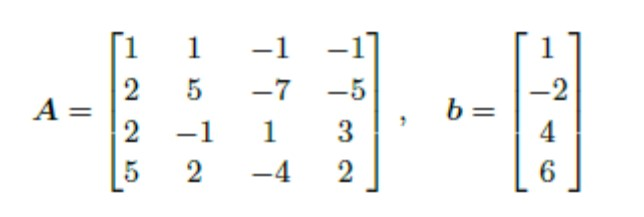 A = [1 1 −1 −1; 2 5 −7 −5; 2 −1 1 3; 5 2 −4 2], b = [1; −2; 4; 6]